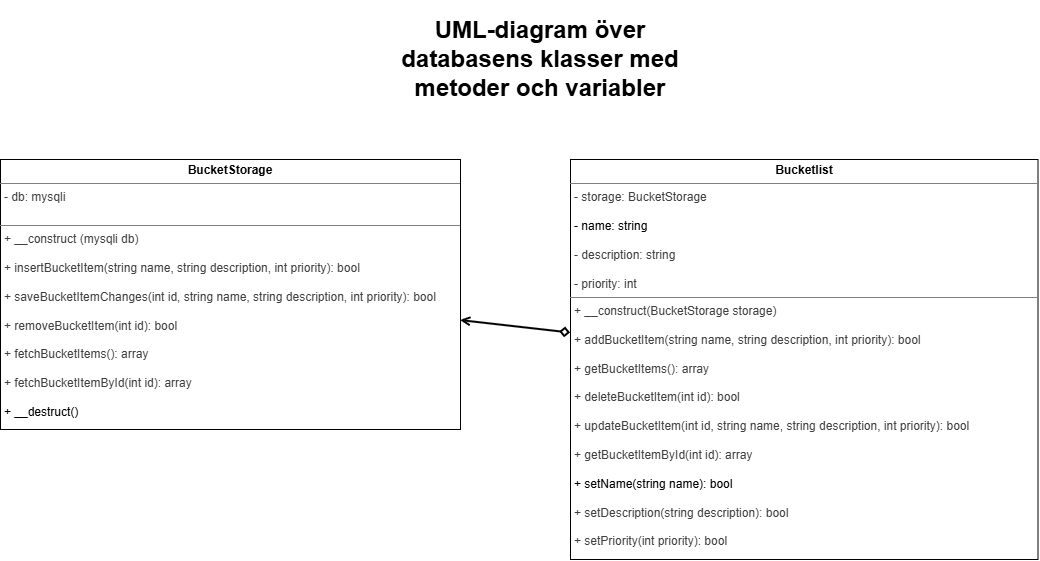 UML-diagram över
databasens klasser med
metoder och variabler
BucketStorage
- db: mysqli
+ __construct (mysqli db)
+ insertBucketItem(string name, string description, int priority): bool
+ saveBucketItemChanges(int id, string name, string description, int priority): bool
+ removeBucketItem(int id): bool
+ fetchBucketItems(): array
+ fetchBucketItemById(int id): array
+ __destruct()
Bucketlist
- storage: BucketStorage
- name: string
- description: string
- priority: int
+ __construct(BucketStorage storage)
+ addBucketItem(string name, string description, int priority): bool
+ getBucketItems(): array
+ deleteBucketItem(int id): bool
+ updateBucketItem(int id, string name, string description, int priority): bool
+ getBucketItemById(int id): array
+ setName(string name): bool
+ setDescription(string description): bool
+ setPriority(int priority): bool